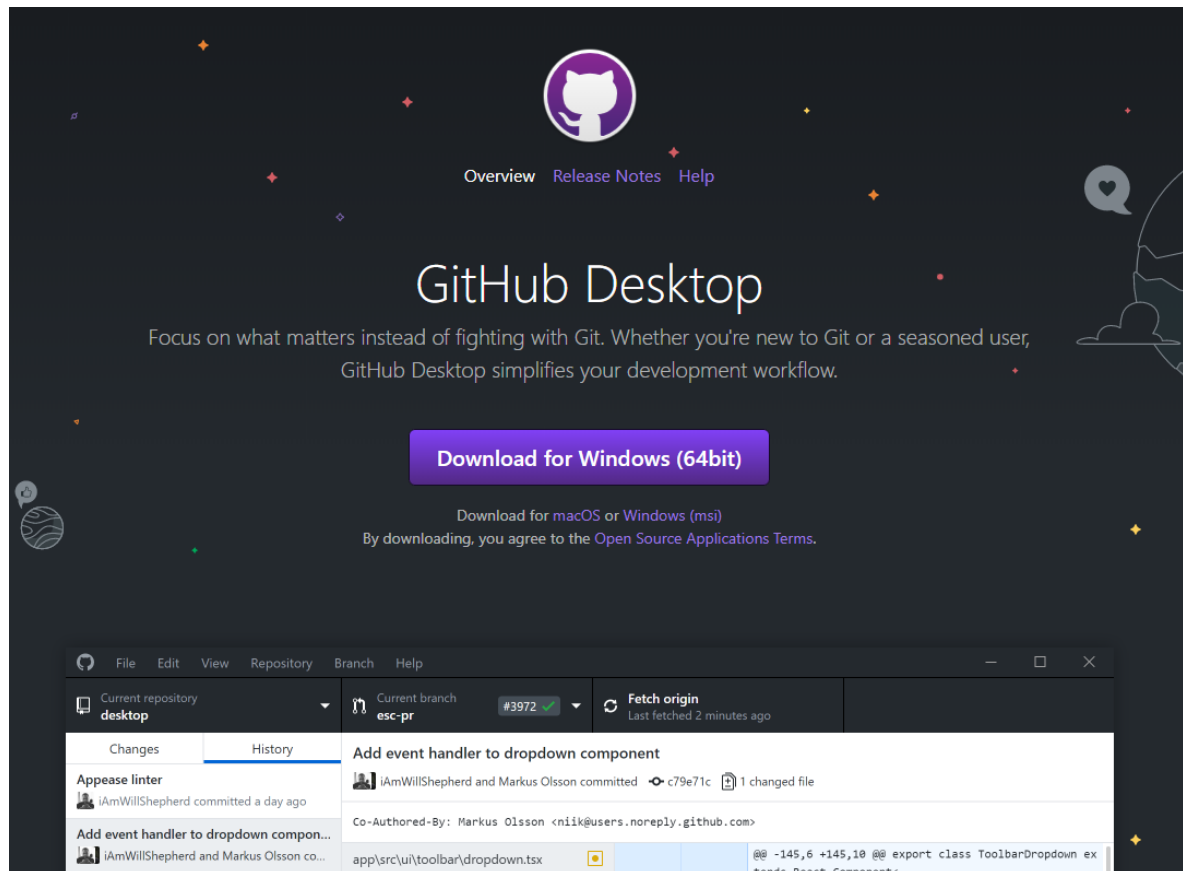 Overview Release Notes Help
GitHub Desktop
Focus on what matters instead of fighting with Git. Whether you're new to Git or a seasoned user,
GitHub Desktop simplifies your development workflow.
Download for Windows (64bit)
Download for macOS or Windows (msi)
By downloading, you agree to the Open Source Applications Terms.
File Edit View Repository Branch Help
Current repository
desktop
Current branch
esc-pr
#3972
Fetch origin
Last fetched 2 minutes ago
Changes History
Appease linter
iAmWillShepherd committed a day ago
Add event handler to dropdown compon...
iAmWillShepherd and Markus Olsson co...
Add event handler to dropdown component
iAmWillShepherd and Markus Olsson committed c79e71c 1 changed file
Co-Authored-By: Markus Olsson <niik@users.noreply.github.com>
app\src\ui\toolbar\dropdown.tsx
@@ -145,6 +145,10 @@ export class ToolbarDropdown ex
tends React.Component<